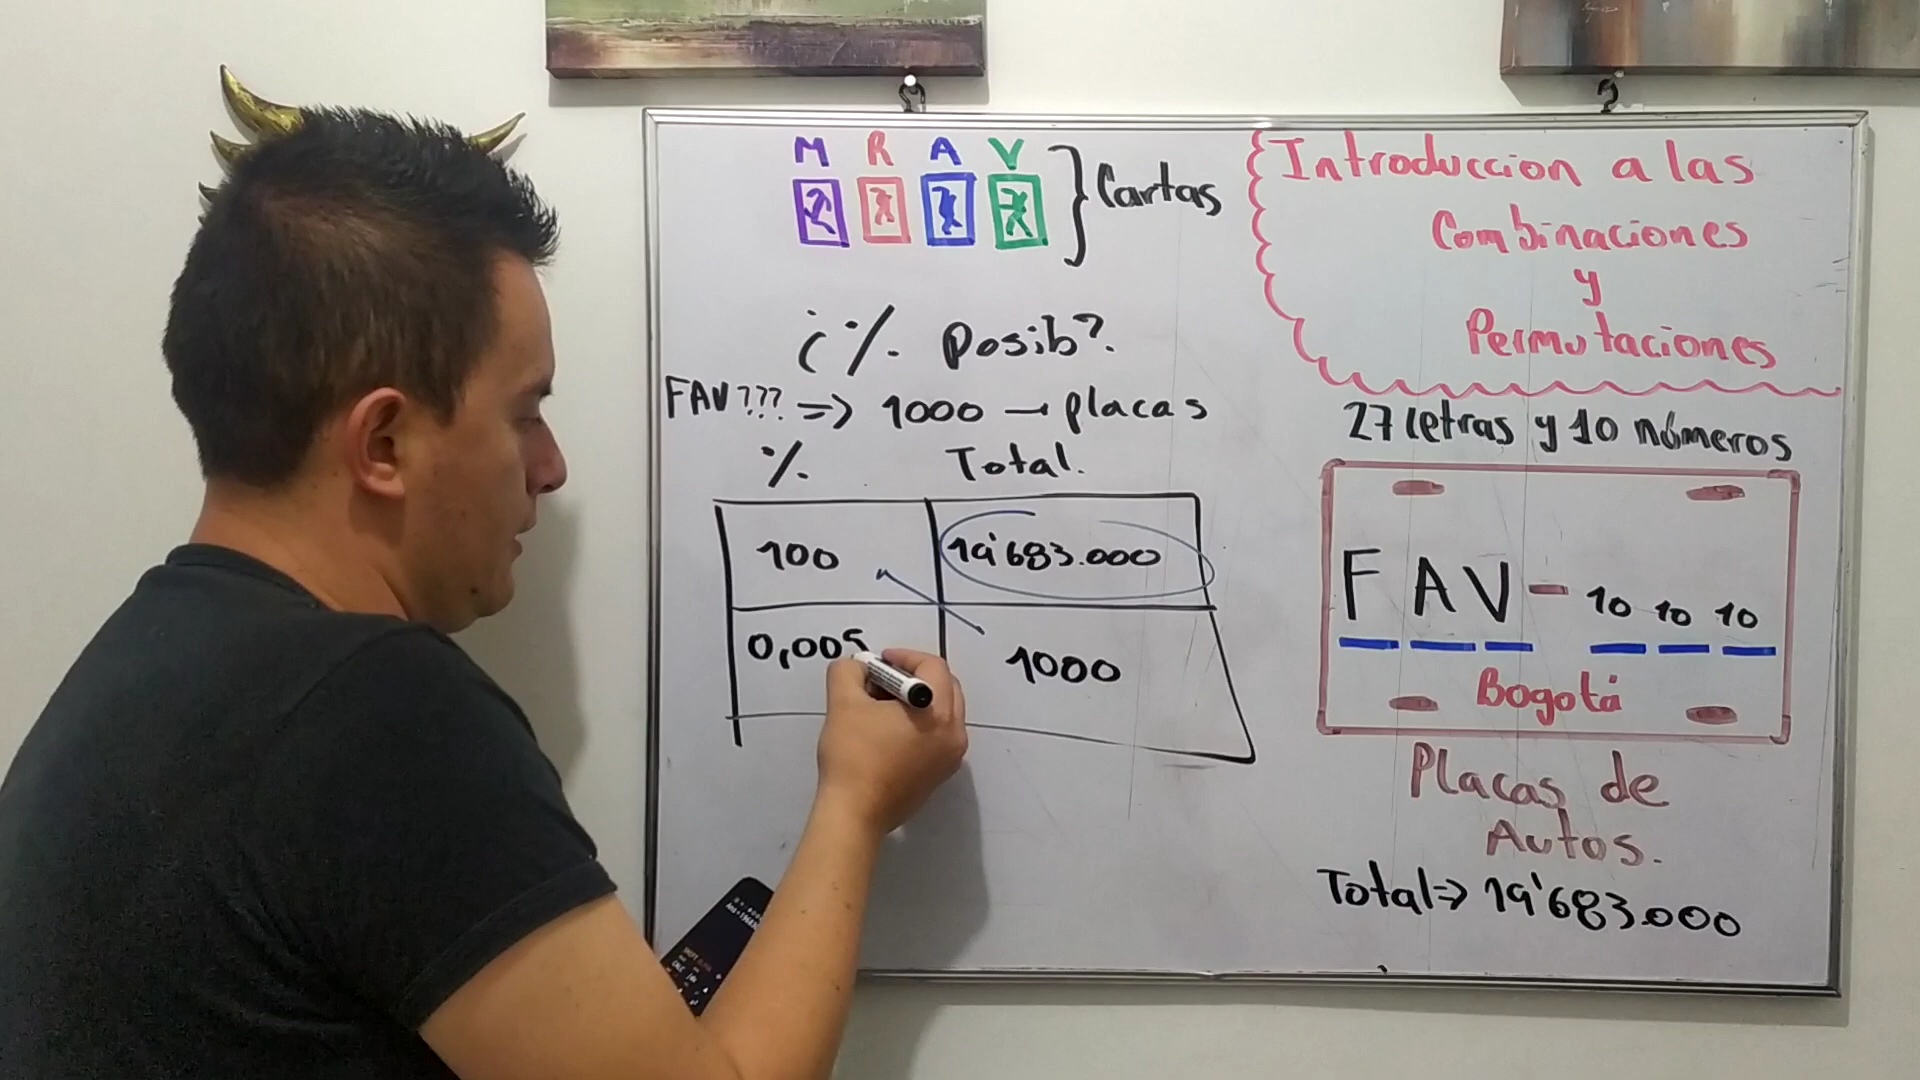 M R A V
Cartas
¿% Posib?.
FAV??? => 1000 → placas
% Total.
100 19'683.000
0,005 1000
Introduccion a las
Combinaciones
y
Permutaciones
27 letras y 10 números
FAV - 10 10 10
Bogotá
Placas de
Autos.
Total=> 19'683.000